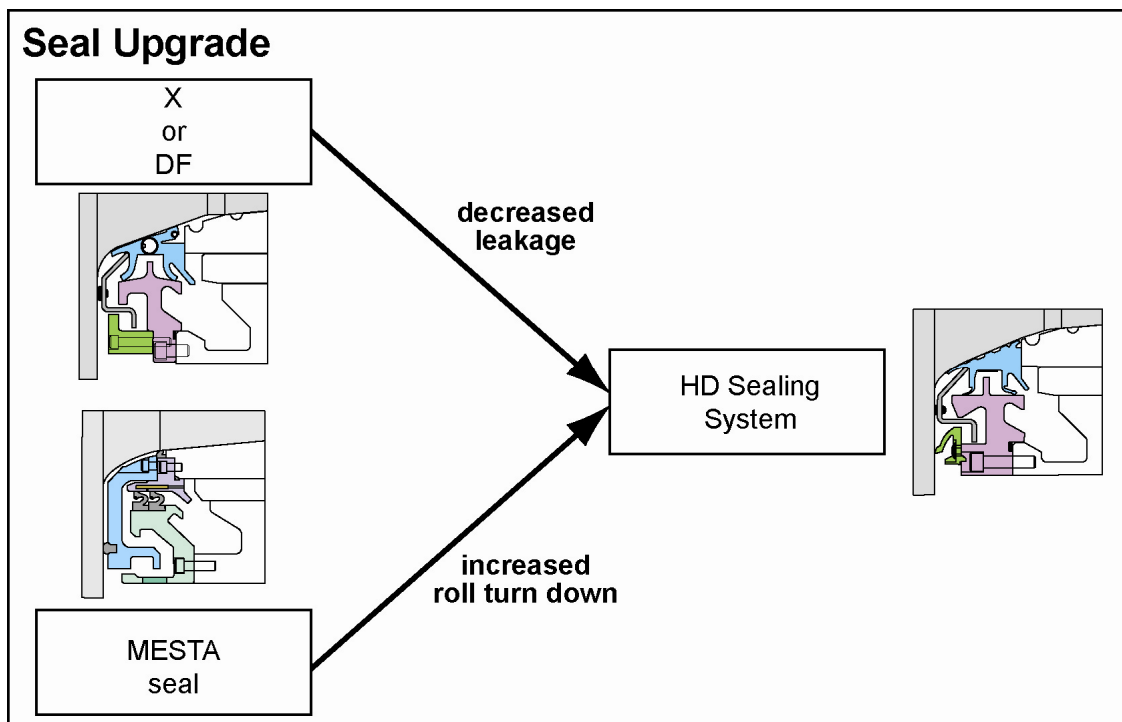 Seal Upgrade
X
or
DF
decreased
leakage
HD Sealing
System
increased
roll turn down
MESTA
seal